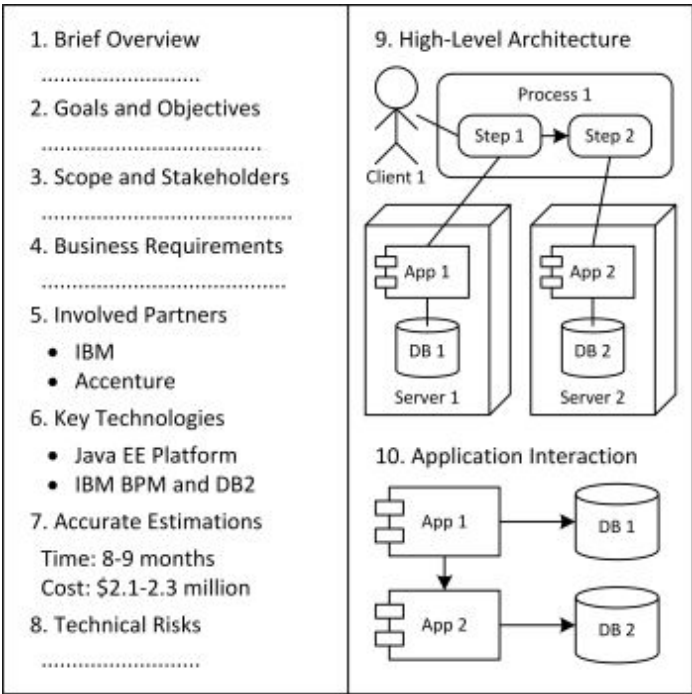 1. Brief Overview
...........................
2. Goals and Objectives
.....................................
3. Scope and Stakeholders
..........................................
4. Business Requirements
.........................................
5. Involved Partners
• IBM
• Accenture
6. Key Technologies
• Java EE Platform
• IBM BPM and DB2
7. Accurate Estimations
Time: 8-9 months
Cost: $2.1-2.3 million
8. Technical Risks
...........................
9. High-Level Architecture
Process 1
Step 1
Step 2
Client 1
App 1
DB 1
Server 1
App 2
DB 2
Server 2
10. Application Interaction
App 1
DB 1
App 2
DB 2